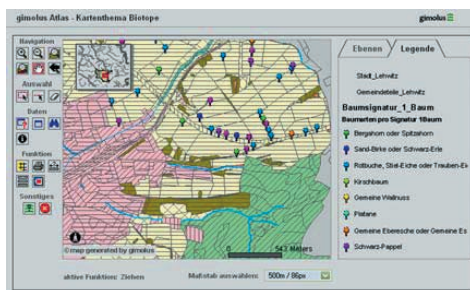 gimolus Atlas - Kartenthema Biotope
gimolus
Navigation
Auswahl
Daten
Funktion
Sonstiges
© map generated by gimolus
0 543 Meters
aktive Funktion: Ziehen
Maßstab auswählen: 500m / 86px
Ebenen
Legende
Stadt_Lehwitz
Gemeindeteile_Lehwitz
Baumsignatur_1_Baum
Baumarten pro Signatur 1Baum
Bergahorn oder Spitzahorn
Sand-Birke oder Schwarz-Erle
Rotbuche, Stiel-Eiche oder Trauben-Ei
Kirschbaum
Gemeine Wallnuss
Platane
Gemeine Eberesche oder Gemeine Es
Schwarz-Pappel